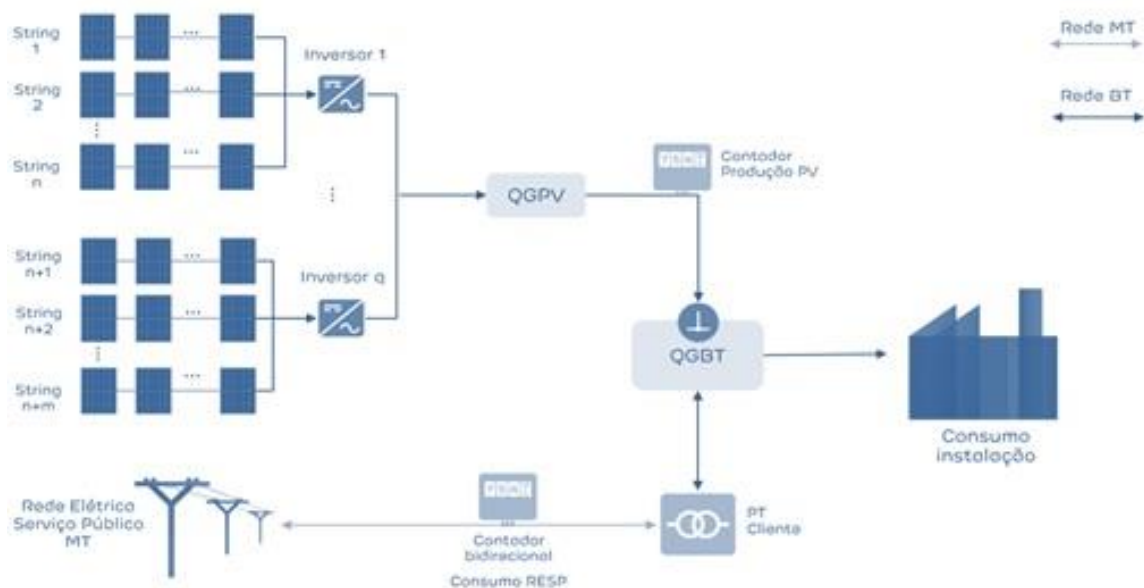 String
1
String
2
String
n
Inversor 1
String
n+1
String
n+2
String
n+m
Inversor q
QGPV
Contador
Produção PV
Rede MT
Rede BT
QGBT
Consumo
instalação
Rede Elétrica
Serviço Público
MT
Contador
bidirecional
Consumo RESP
PT
Cliente